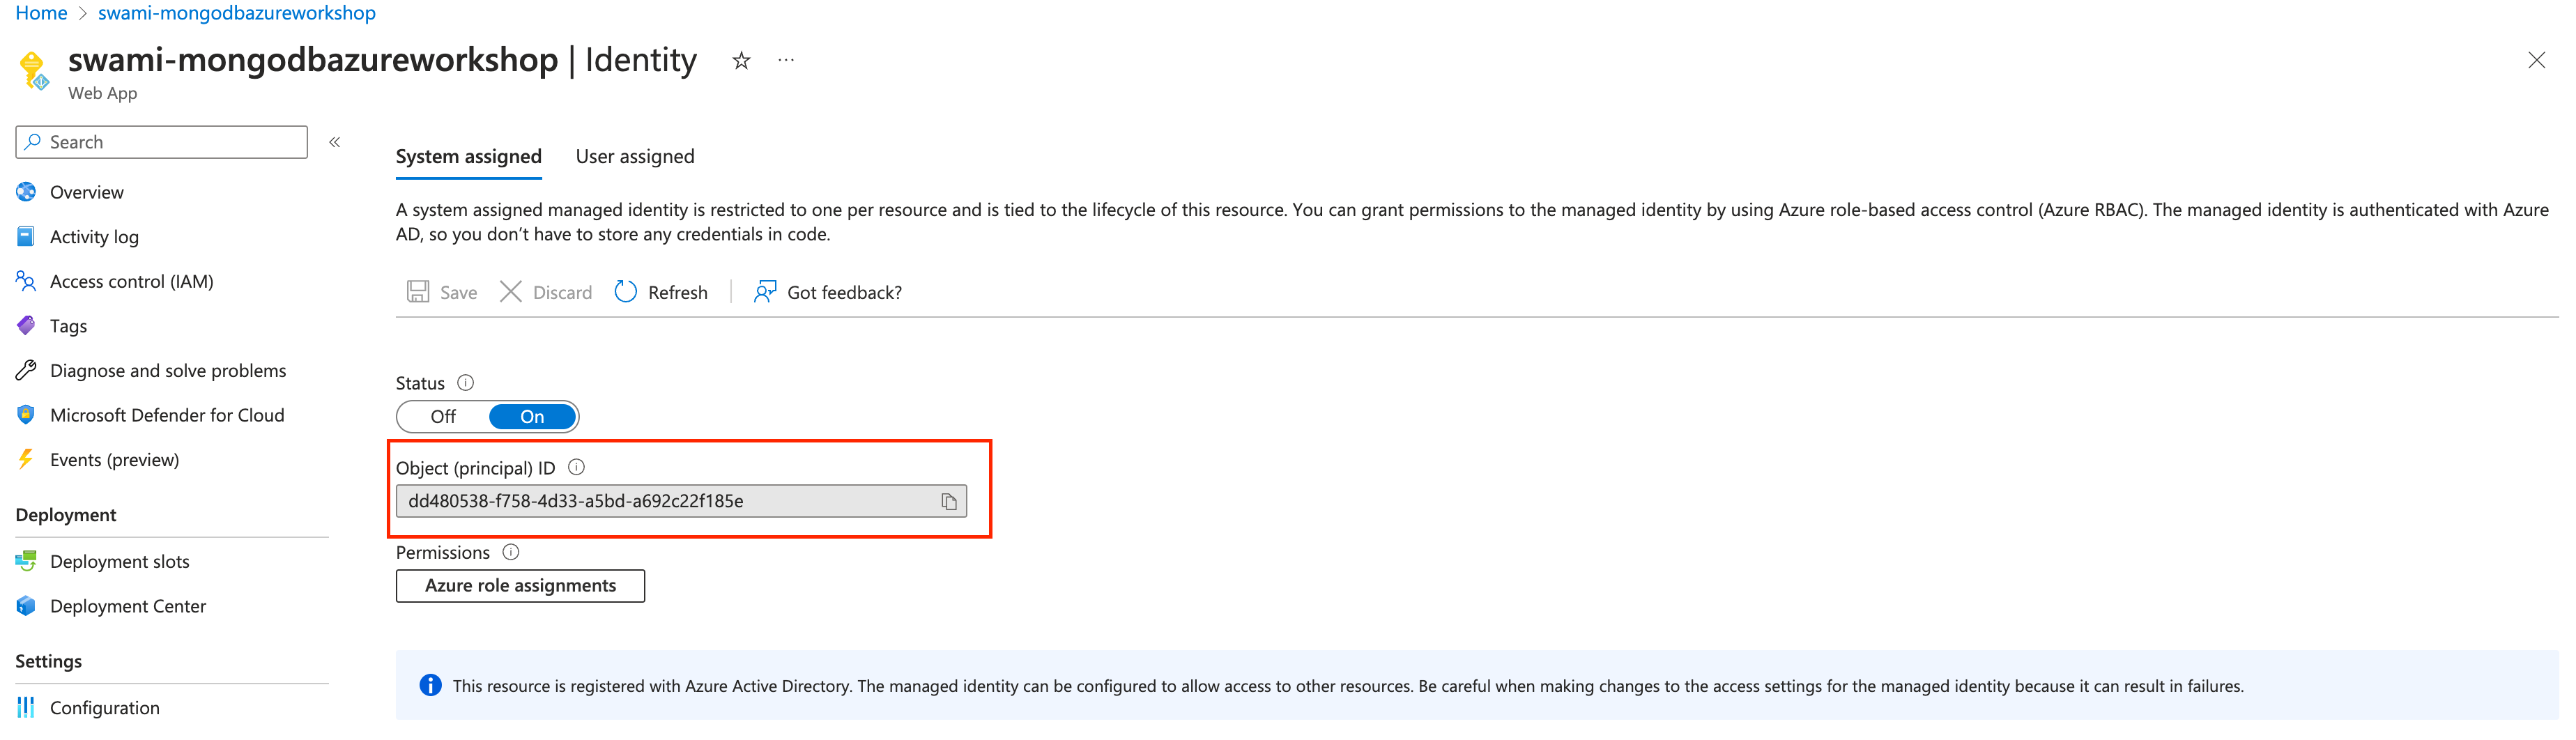 Home > swami-mongodbazureworkshop
swami-mongodbazureworkshop | Identity
Web App
Search
Overview
Activity log
Access control (IAM)
Tags
Diagnose and solve problems
Microsoft Defender for Cloud
Events (preview)
Deployment
Deployment slots
Deployment Center
Settings
Configuration
System assigned User assigned
A system assigned managed identity is restricted to one per resource and is tied to the lifecycle of this resource. You can grant permissions to the managed identity by using Azure role-based access control (Azure RBAC). The managed identity is authenticated with Azure
AD, so you don’t have to store any credentials in code.
Save Discard Refresh Got feedback?
Status
Off On
Object (principal) ID
dd480538-f758-4d33-a5bd-a692c22f185e
Permissions
Azure role assignments
This resource is registered with Azure Active Directory. The managed identity can be configured to allow access to other resources. Be careful when making changes to the access settings for the managed identity because it can result in failures.